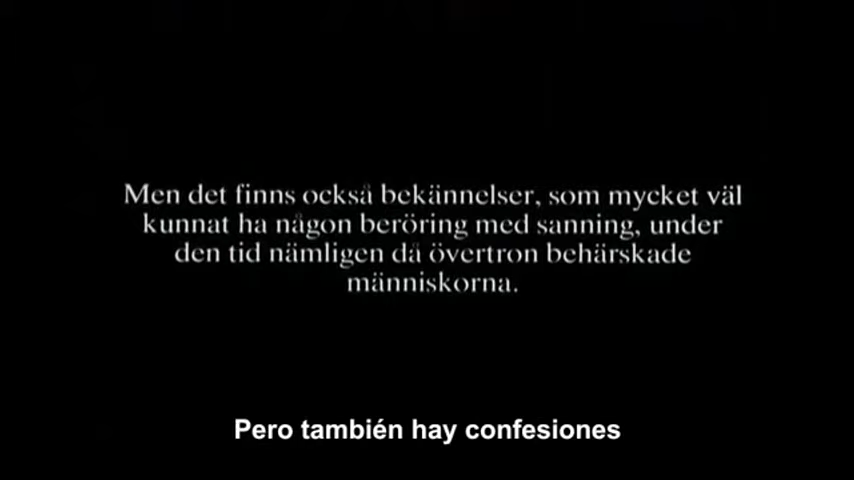 Men det finns också bekännelser, som mycket väl
kunnat ha någon beröring med sanning, under
den tid nämligen då övertron behärskade
människorna.
Pero también hay confesiones